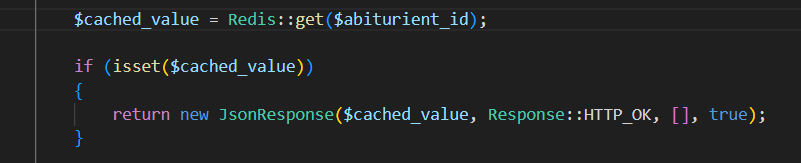 $cached_value = Redis::get($abiturient_id);
if (isset($cached_value))
{
return new JsonResponse($cached_value, Response::HTTP_OK, [], true);
}